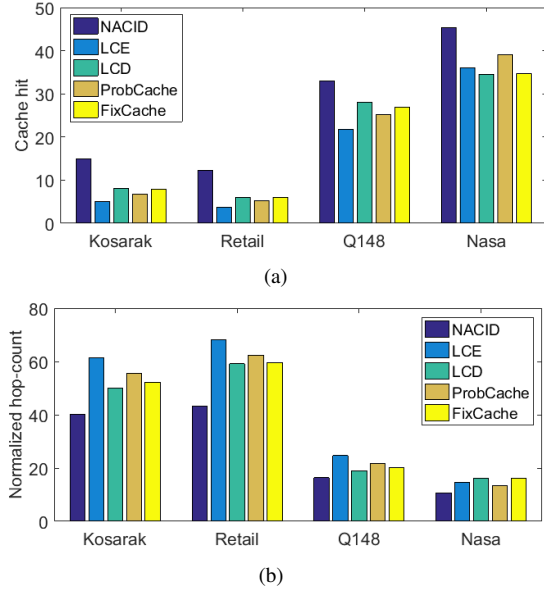 50
40
30
20
10
0
Cache hit
NACID
LCE
LCD
ProbCache
FixCache
Kosarak Retail Q148 Nasa
(a)
80
60
40
20
0
Normalized hop-count
NACID
LCE
LCD
ProbCache
FixCache
Kosarak Retail Q148 Nasa
(b)